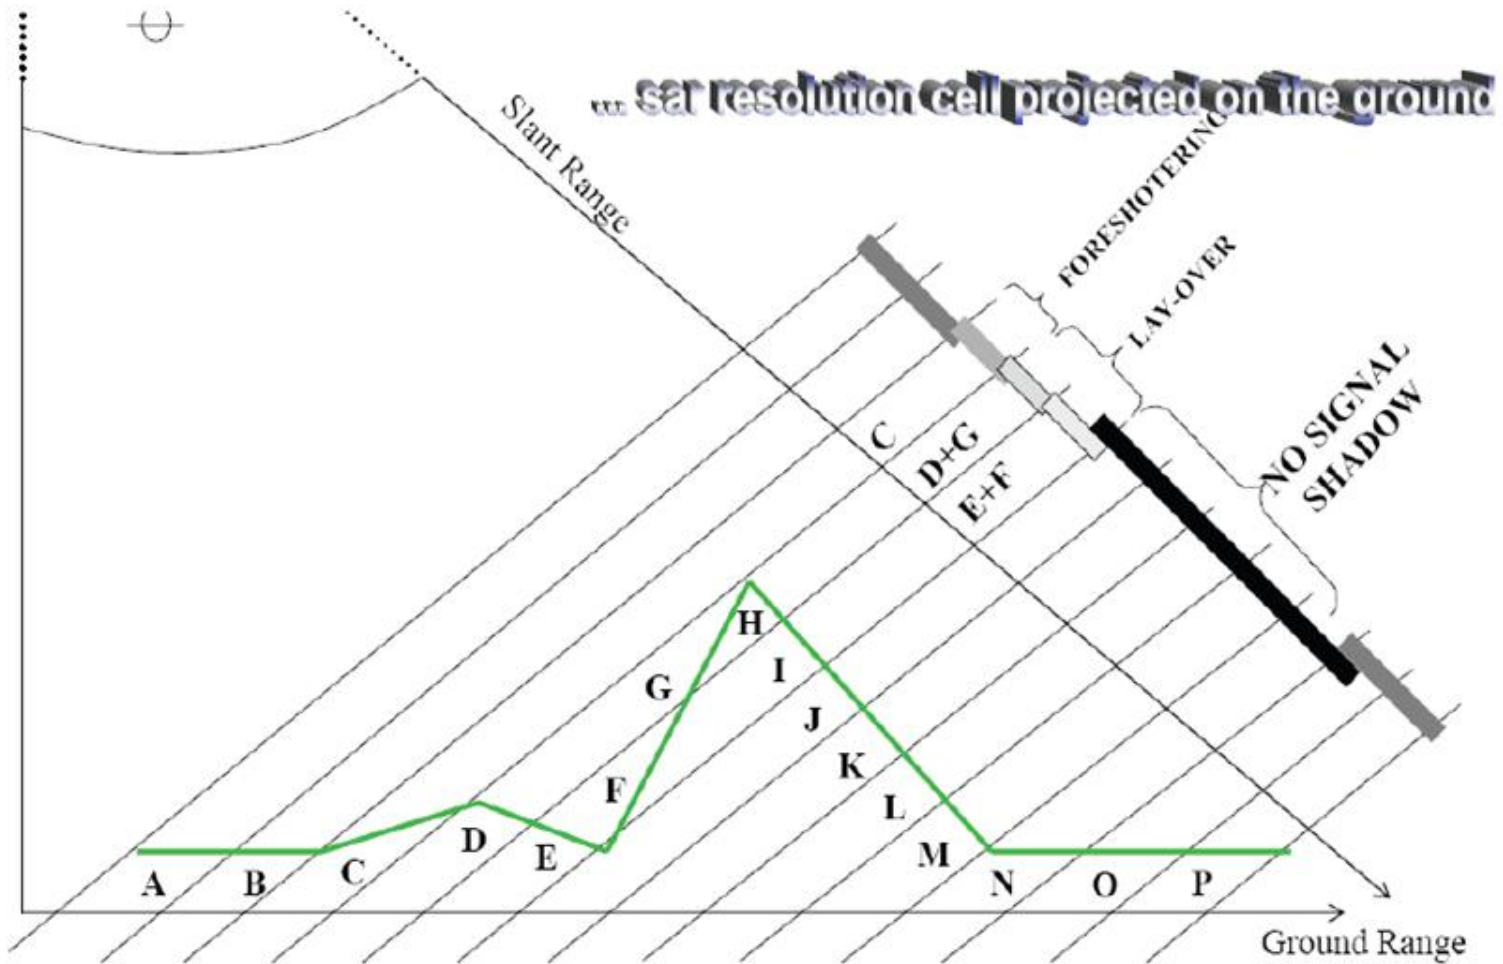 ... sar resolution cell projected on the ground
Slant Range
FORESHOTERING
LAY-OVER
NO SIGNAL
SHADOW
C
D+G
E+F
H
I
G
J
F
K
L
D
E
M
A
B
C
N
O
P
Ground Range